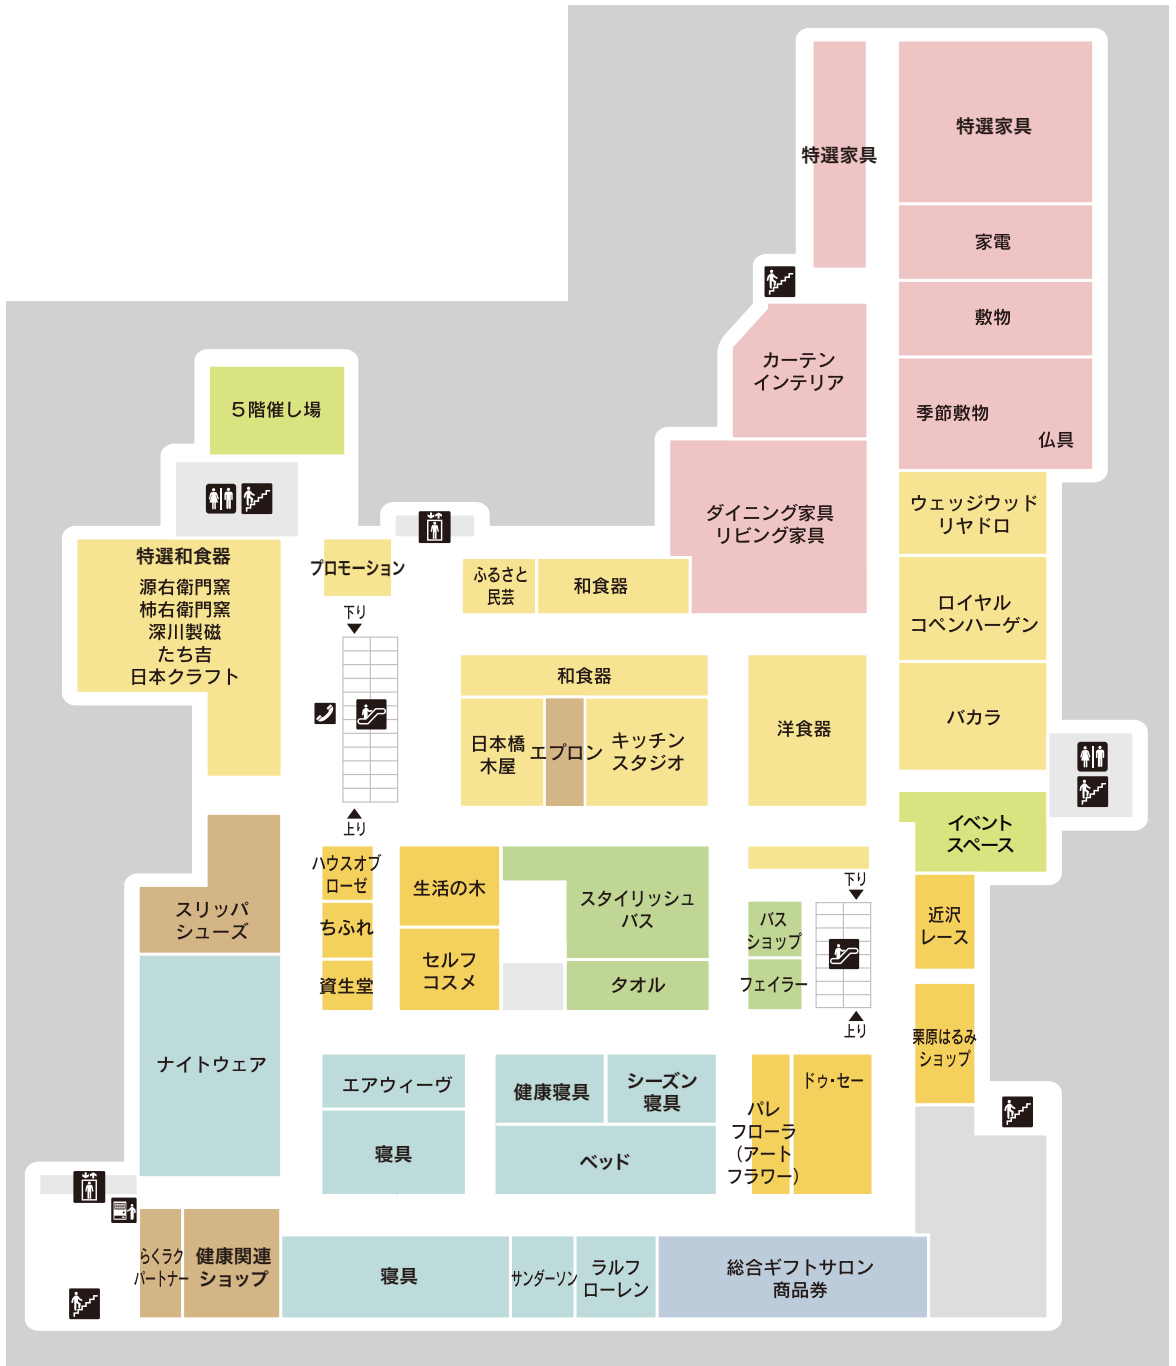 特選家具
特選家具
家電
敷物
カーテン
インテリア
季節敷物
仏具
5階催し場
ウェッジウッド
リヤドロ
ダイニング家具
リビング家具
特選和食器
源右衛門窯
柿右衛門窯
深川製磁
たち吉
日本クラフト
プロモーション
ふるさと
民芸
和食器
下り
ロイヤル
コペンハーゲン
和食器
日本橋
木屋
エプロン
キッチン
スタジオ
洋食器
バカラ
上り
イベント
スペース
ハウスオブ
ローゼ
生活の木
スタイリッシュ
バス
下り
スリッパ
シューズ
ちふれ
バス
ショップ
近沢
レース
セルフ
コスメ
資生堂
タオル
フェイラー
上り
栗原はるみ
ショップ
ナイトウェア
エアウィーヴ
健康寝具
シーズン
寝具
ドゥ・セー
パレ
フローラ
(アート
フラワー)
寝具
ベッド
らくラク
パートナー
健康関連
ショップ
寝具
サンダーソン
ラルフ
ローレン
総合ギフトサロン
商品券